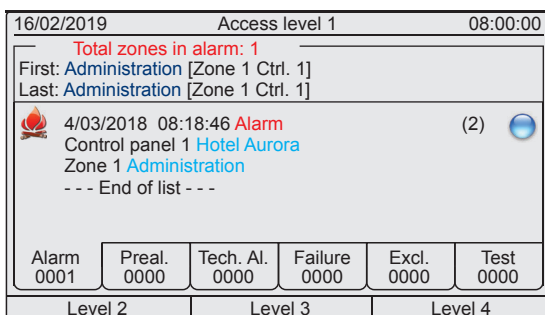 16/02/2019 Access level 1 08:00:00
Total zones in alarm: 1
First: Administration [Zone 1 Ctrl. 1]
Last: Administration [Zone 1 Ctrl. 1]
4/03/2018 08:18:46 Alarm (2)
Control panel 1 Hotel Aurora
Zone 1 Administration
- - - End of list - - -
Alarm Preal. Tech. Al. Failure Excl. Test
0001 0000 0000 0000 0000 0000
Level 2 Level 3 Level 4